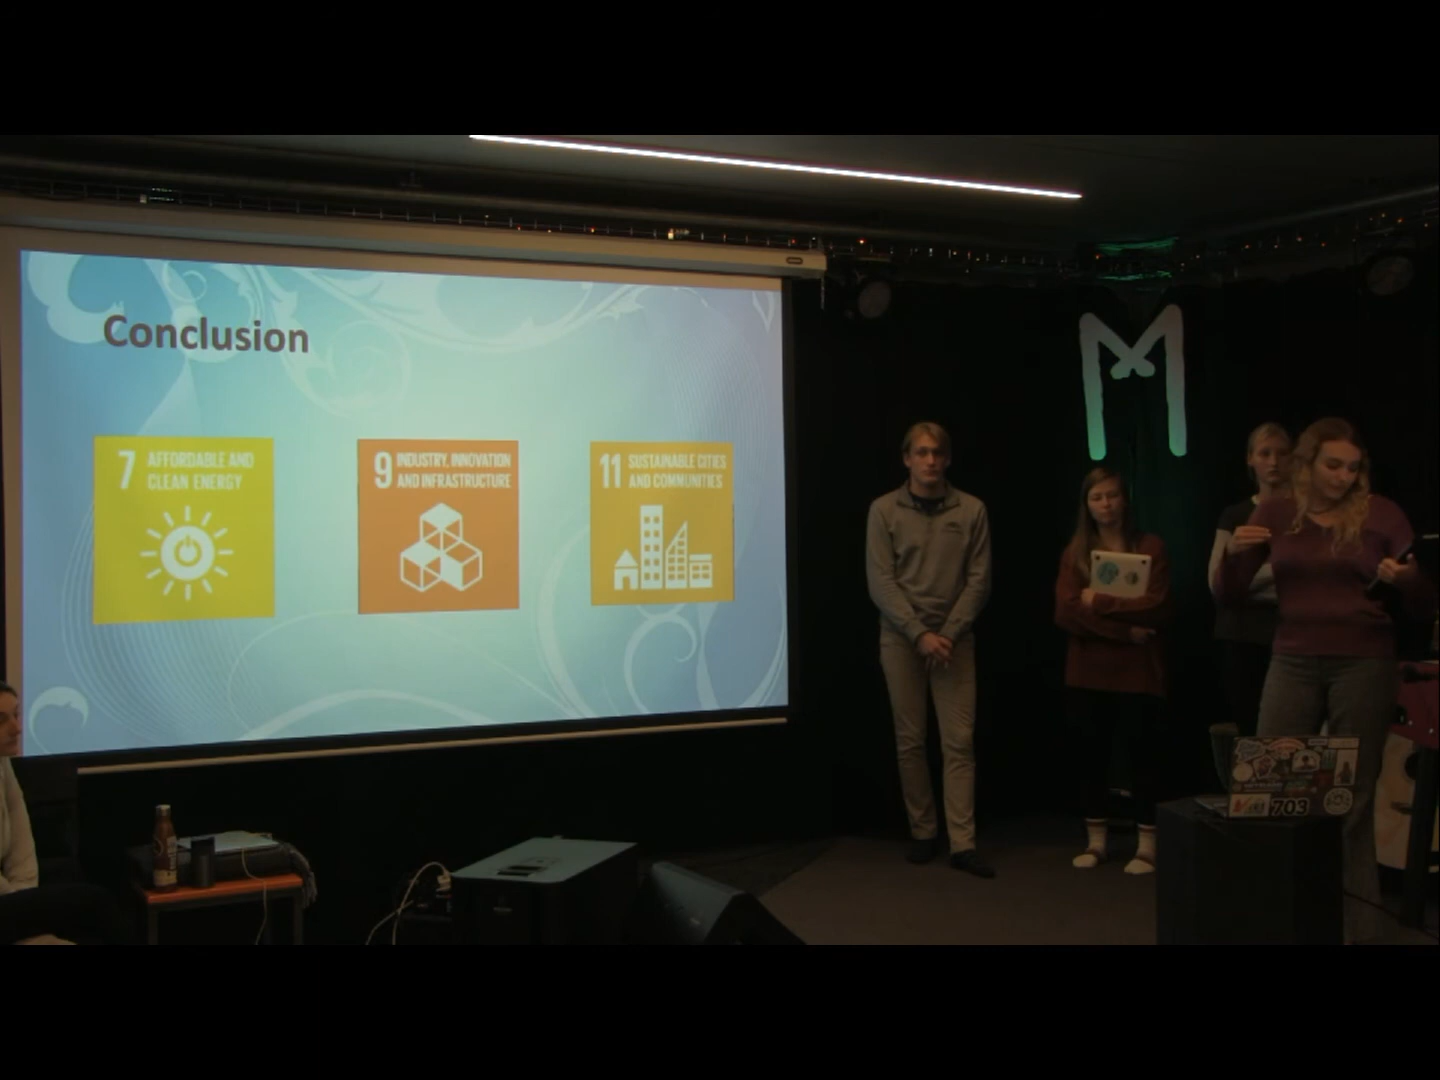 Conclusion
7 AFFORDABLE AND
CLEAN ENERGY
9 INDUSTRY, INNOVATION
AND INFRASTRUCTURE
11 SUSTAINABLE CITIES
AND COMMUNITIES
703